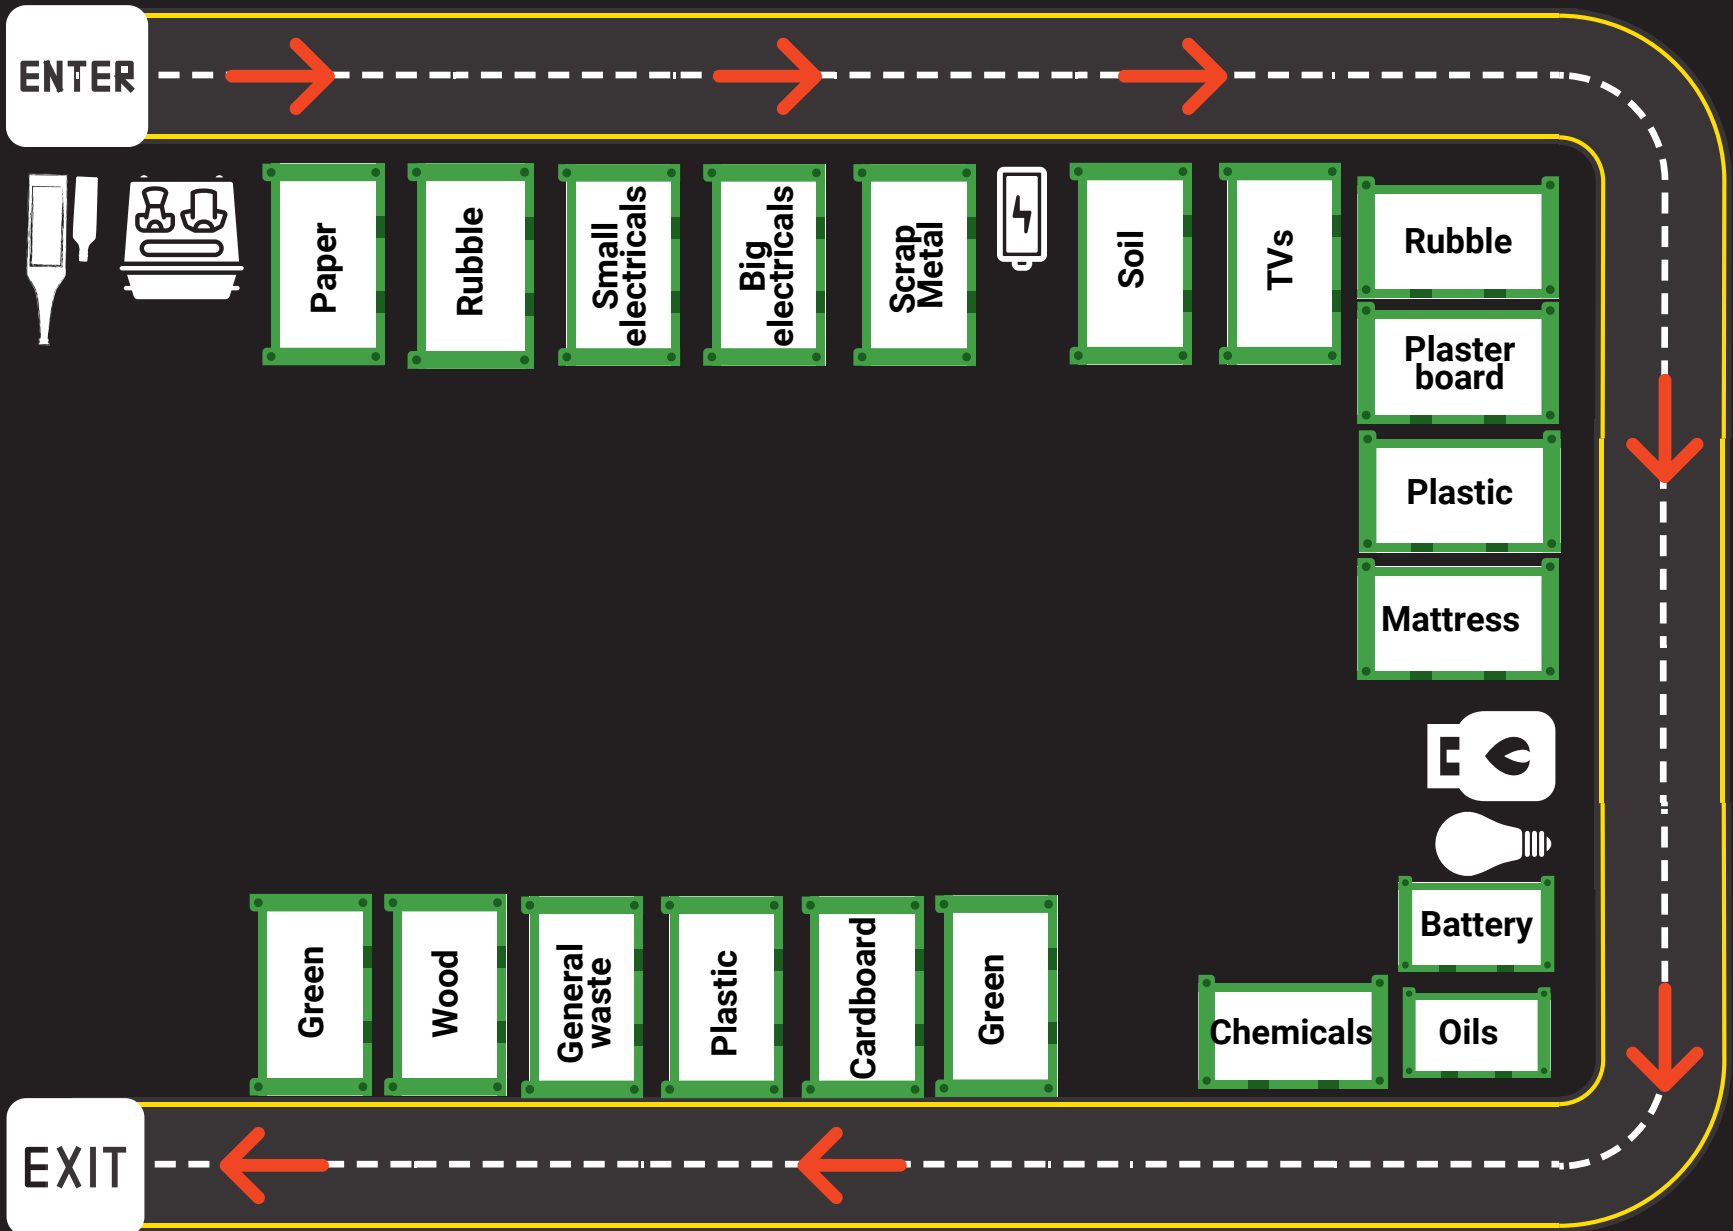 ENTER
Paper
Rubble
Small
electricals
Big
electricals
Scrap
Metal
Soil
TVs
Rubble
Plaster
board
Plastic
Mattress
Battery
Oils
Chemicals
Green
Cardboard
Plastic
General
waste
Wood
Green
EXIT